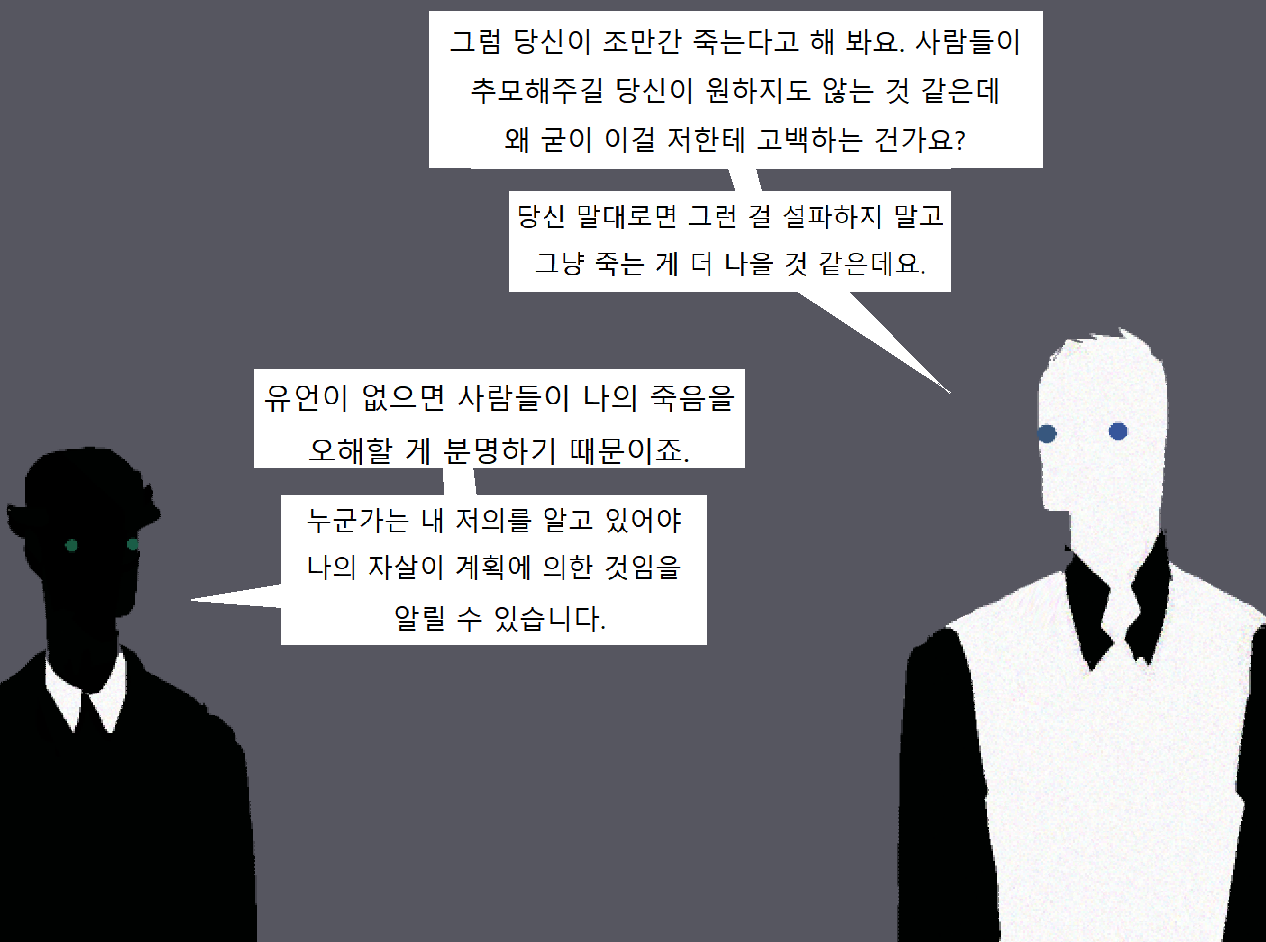 그럼 당신이 조만간 죽는다고 해 봐요. 사람들이
추모해주길 당신이 원하지도 않는 것 같은데
왜 굳이 이걸 저한테 고백하는 건가요?
당신 말대로면 그런 걸 설파하지 말고
그냥 죽는 게 더 나을 것 같은데요.
유언이 없으면 사람들이 나의 죽음을
오해할 게 분명하기 때문이죠.
누군가는 내 저의를 알고 있어야
나의 자살이 계획에 의한 것임을
알릴 수 있습니다.